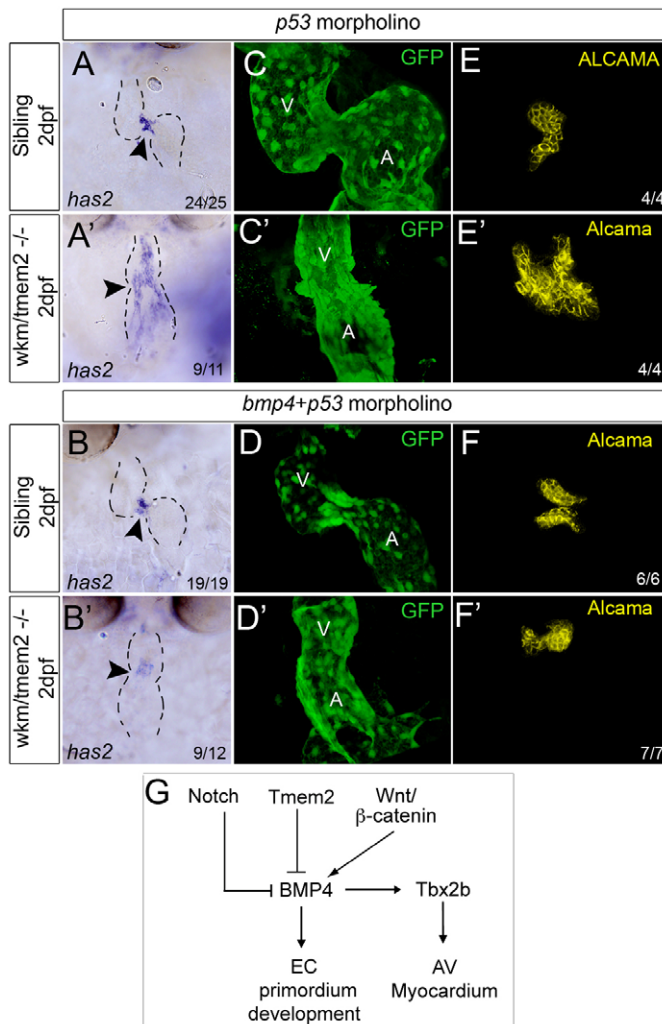 p53 morpholino
Sibling
2dpf
A
has2
24/25
C
GFP
V
A
E
ALCAMA
4/4
wkm/tmem2 -/-
2dpf
A'
has2
9/11
C'
GFP
V
A
E'
Alcama
4/4
bmp4+p53 morpholino
Sibling
2dpf
B
has2
19/19
D
GFP
V
A
F
Alcama
6/6
wkm/tmem2 -/-
2dpf
B'
has2
9/12
D'
GFP
V
A
F'
Alcama
7/7
G
Notch Tmem2 Wnt/
β-catenin
BMP4 Tbx2b
EC AV
primordium Myocardium
development